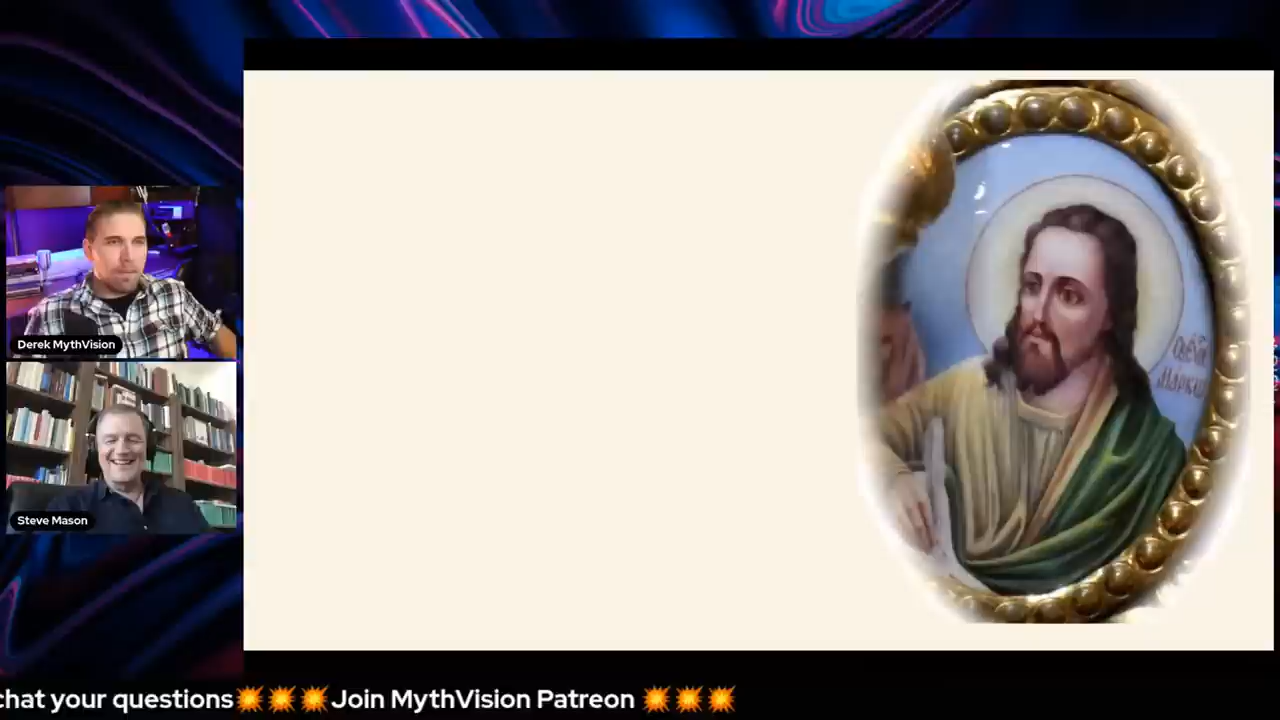 Derek MythVision
Steve Mason
chat your questions💥💥💥Join MythVision Patreon 💥💥💥